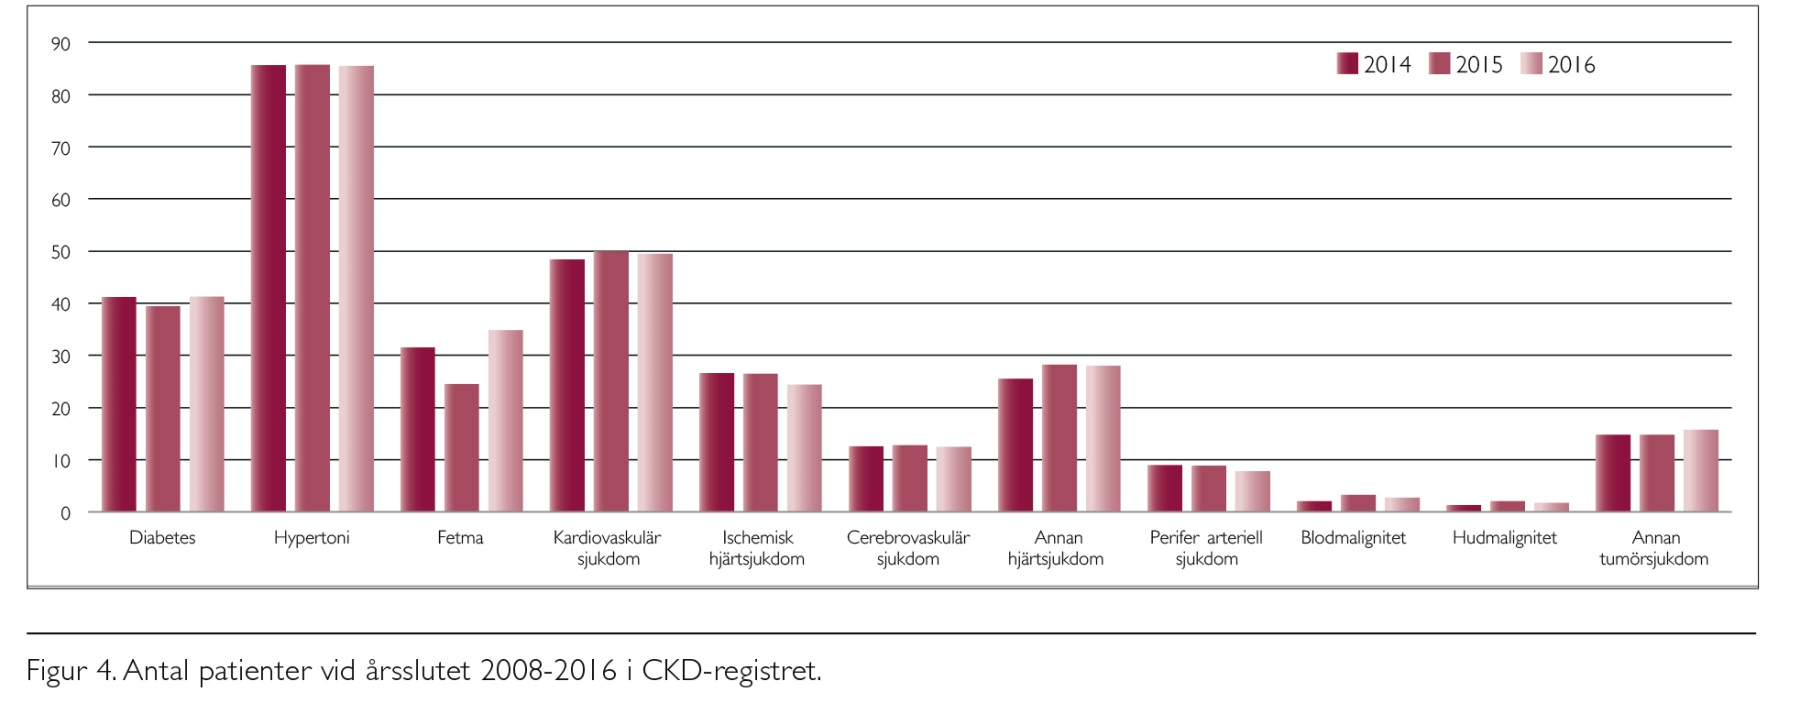 90
2014 2015 2016
80
70
60
50
40
30
20
10
0
Diabetes Hypertoni Fetma Kardiovaskulär Ischemisk Cerebrovaskulär Annan Perifer arteriell Blodmalignitet Hudmalignitet Annan
sjukdom hjärtsjukdom sjukdom hjärtsjukdom sjukdom tumörsjukdom
Figur 4. Antal patienter vid årsslutet 2008-2016 i CKD-registret.